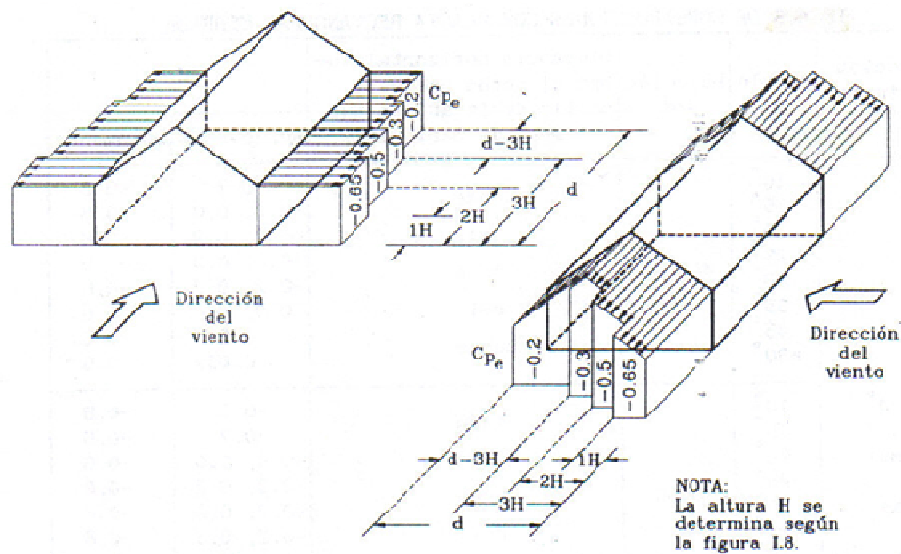 Cpe
-0.2
-0.3
-0.5
-0.65
d-3H
d
3H
2H
1H
Dirección
del
viento
Dirección
del
viento
Cpe
-0.2
-0.3
-0.5
-0.65
d-3H
1H
2H
3H
d
NOTA:
La altura H se
determina según
la figura I.8.